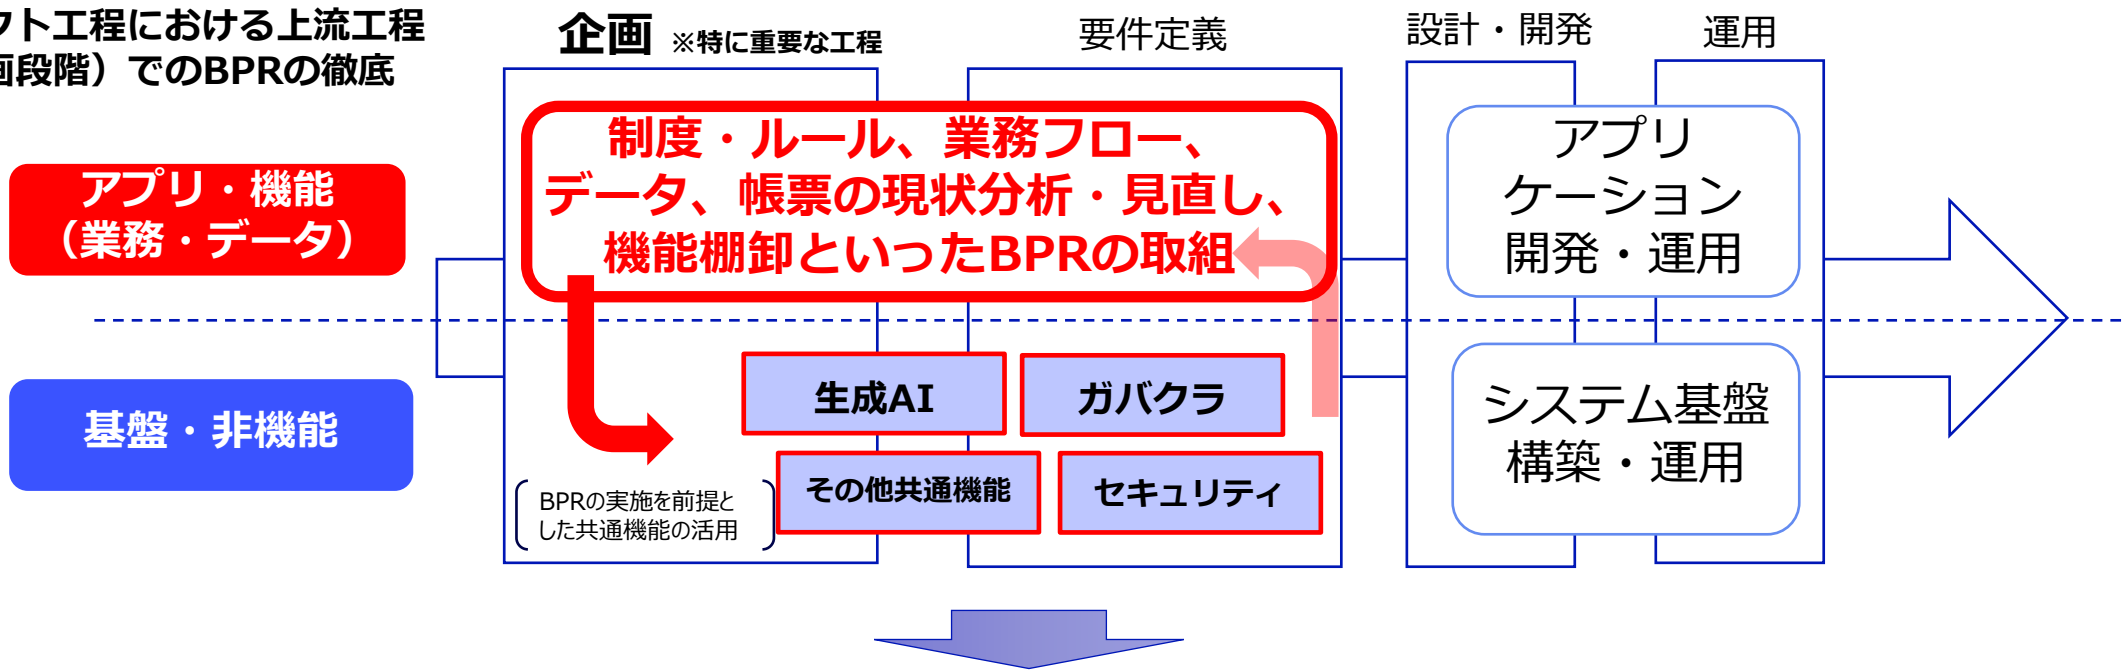 フト工程における上流工程
画段階）でのBPRの徹底
企画 ※特に重要な工程
要件定義
設計・開発
運用
アプリ・機能
（業務・データ）
制度・ルール、業務フロー、
データ、帳票の現状分析・見直し、
機能棚卸といったBPRの取組
アプリ
ケーション
開発・運用
基盤・非機能
生成AI
ガバクラ
その他共通機能
セキュリティ
BPRの実施を前提と
した共通機能の活用
システム基盤
構築・運用